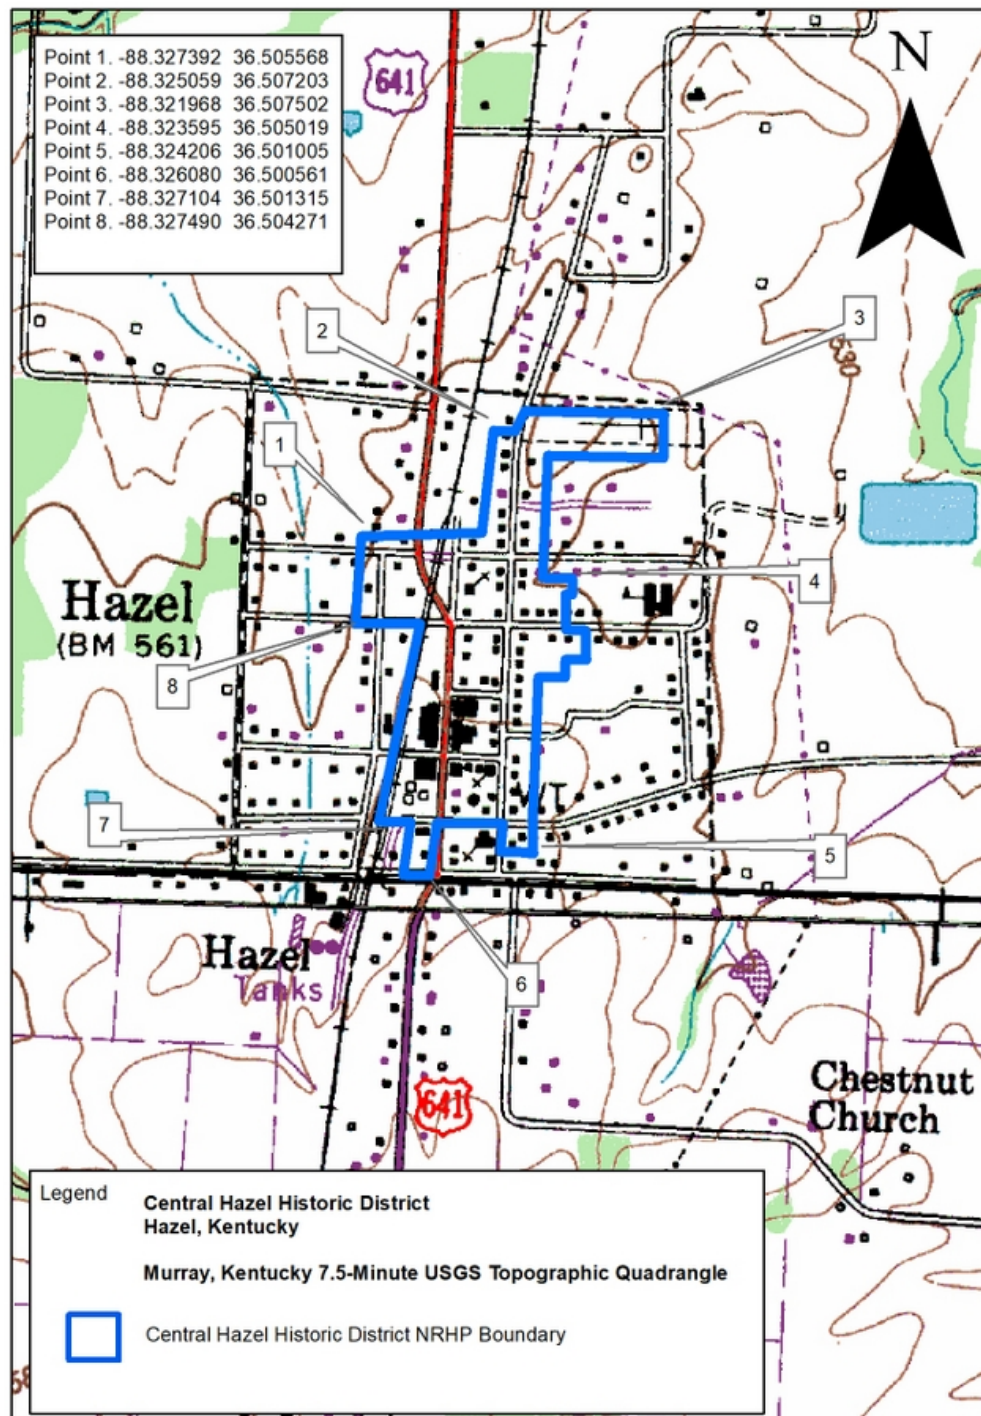 Point 1. -88.327392 36.505568
Point 2. -88.325059 36.507203
Point 3. -88.321968 36.507502
Point 4. -88.323595 36.505019
Point 5. -88.324206 36.501005
Point 6. -88.326080 36.500561
Point 7. -88.327104 36.501315
Point 8. -88.327490 36.504271
641
N
2
3
1
4
Hazel
(BM 561)
8
7
5
Hazel
Tanks
6
641
Chestnut
Church
Legend
Central Hazel Historic District
Hazel, Kentucky
Murray, Kentucky 7.5-Minute USGS Topographic Quadrangle
Central Hazel Historic District NRHP Boundary